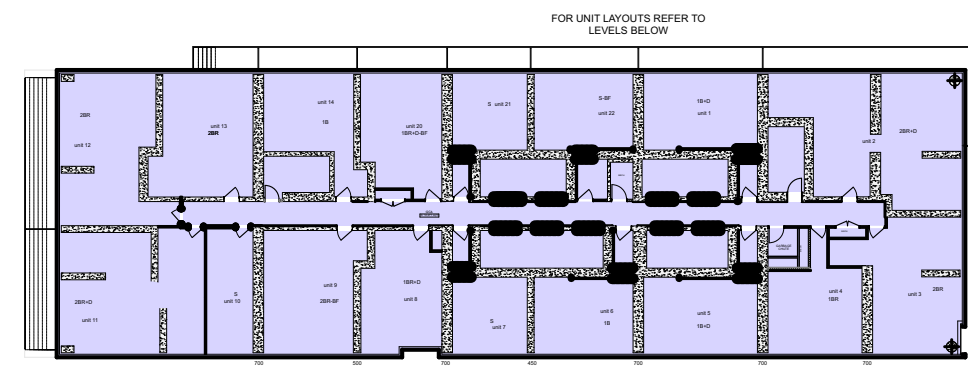 FOR UNIT LAYOUTS REFER TO
LEVELS BELOW
2BR
unit 12
unit 13
2BR
unit 14
1B
unit 20
1BR+D-BF
S unit 21
S-BF
unit 22
1B+D
unit 1
unit 2
2BR+D
2BR+D
unit 11
S
unit 10
unit 9
2BR-BF
1BR+D
unit 8
S
unit 7
unit 6
1B
unit 5
1B+D
GARBAGE
CHUTE
unit 4
1BR
2BR
unit 3
700
500
700
450
700
700
700